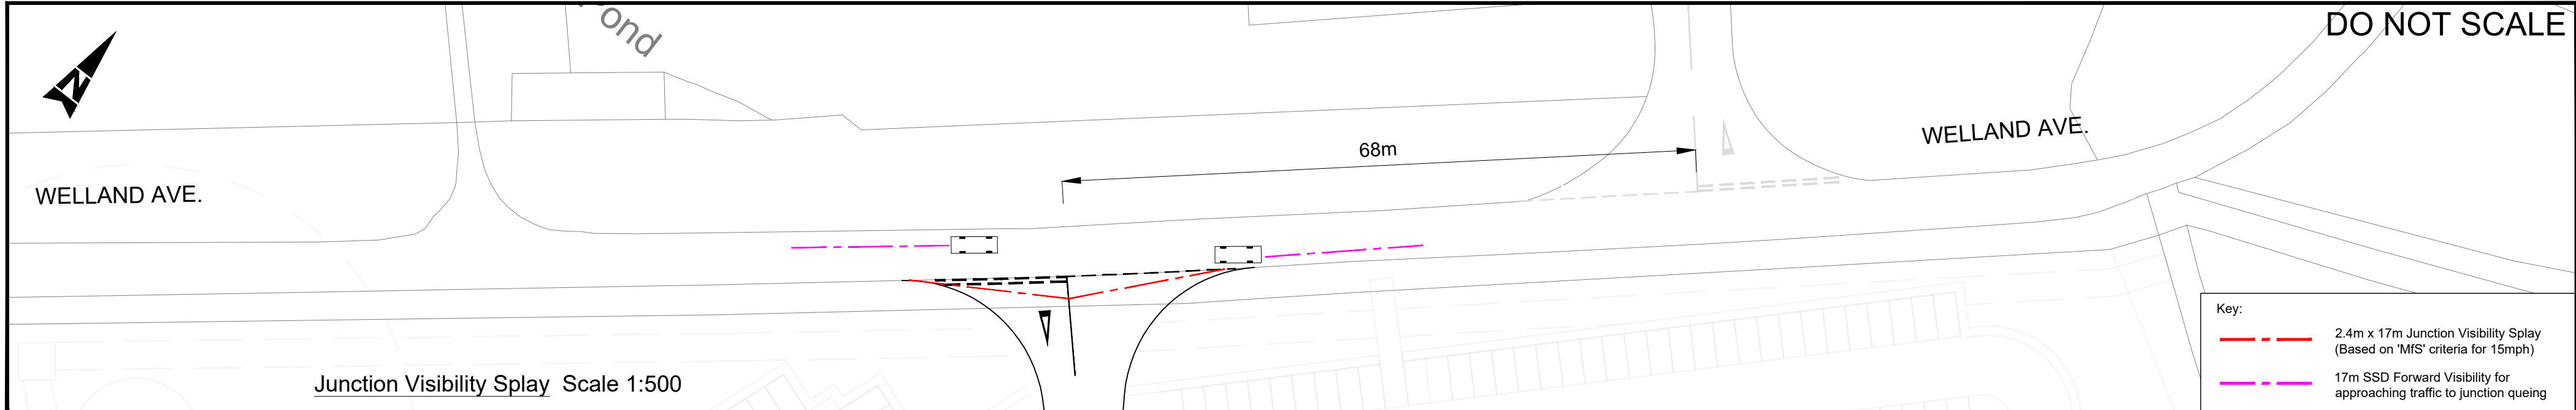 ond
DO NOT SCALE
N
WELLAND AVE.
68m
WELLAND AVE.
Junction Visibility Splay Scale 1:500
Key:
2.4m x 17m Junction Visibility Splay
(Based on 'MfS' criteria for 15mph)
17m SSD Forward Visibility for
approaching traffic to junction queing